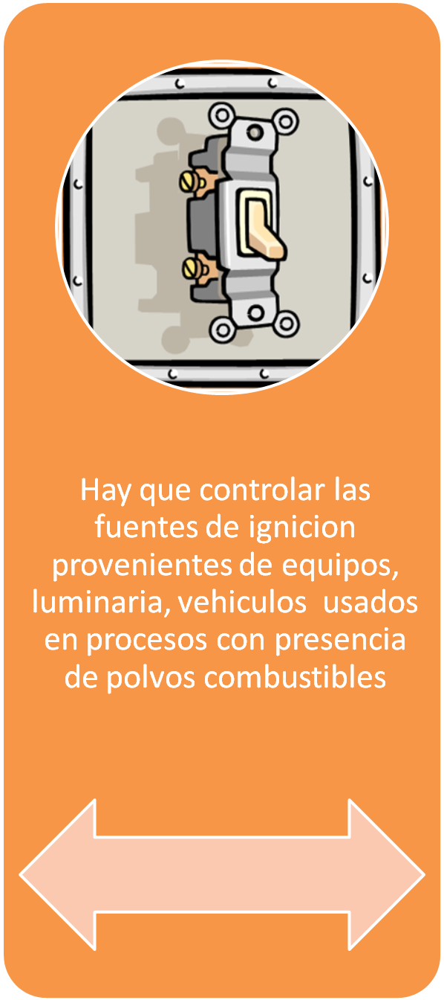 Hay que controlar las
fuentes de ignicion
provenientes de equipos,
luminaria, vehiculos  usados
en procesos con presencia
de polvos combustibles